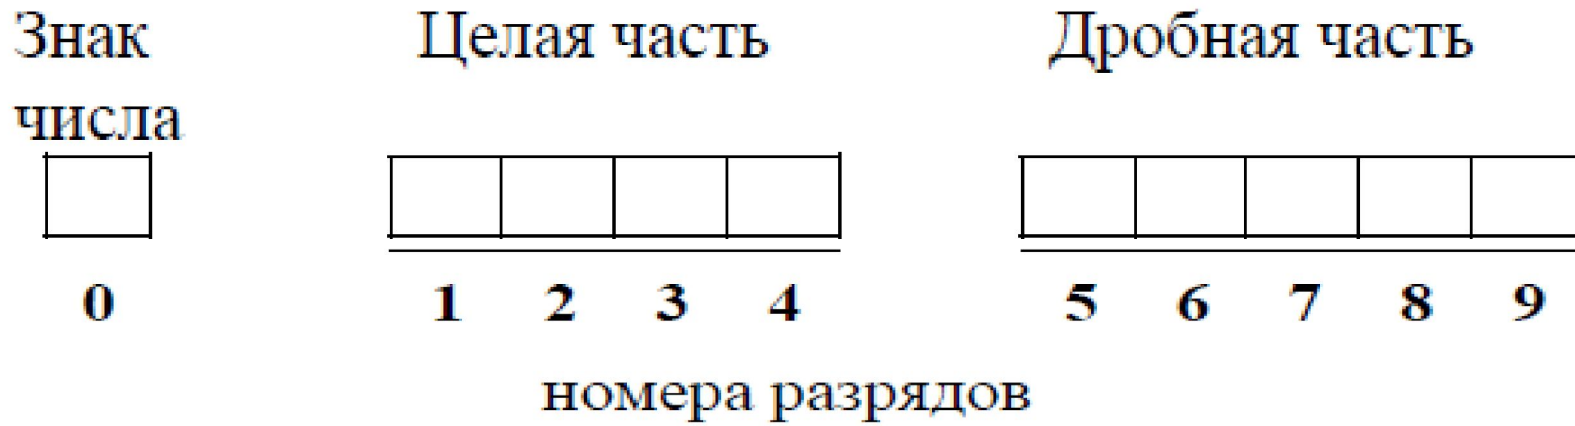 Знак Целая часть Дробная часть
числа
0 1 2 3 4 5 6 7 8 9
номера разрядов